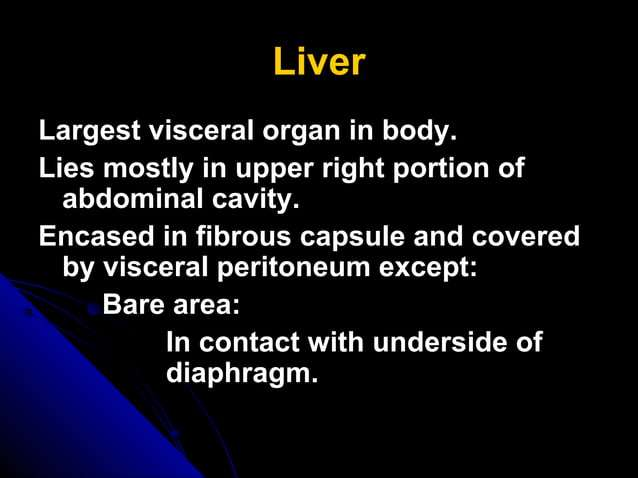 Liver
Largest visceral organ in body.
Lies mostly in upper right portion of
abdominal cavity.
Encased in fibrous capsule and covered
by visceral peritoneum except:
Bare area:
In contact with underside of
diaphragm.